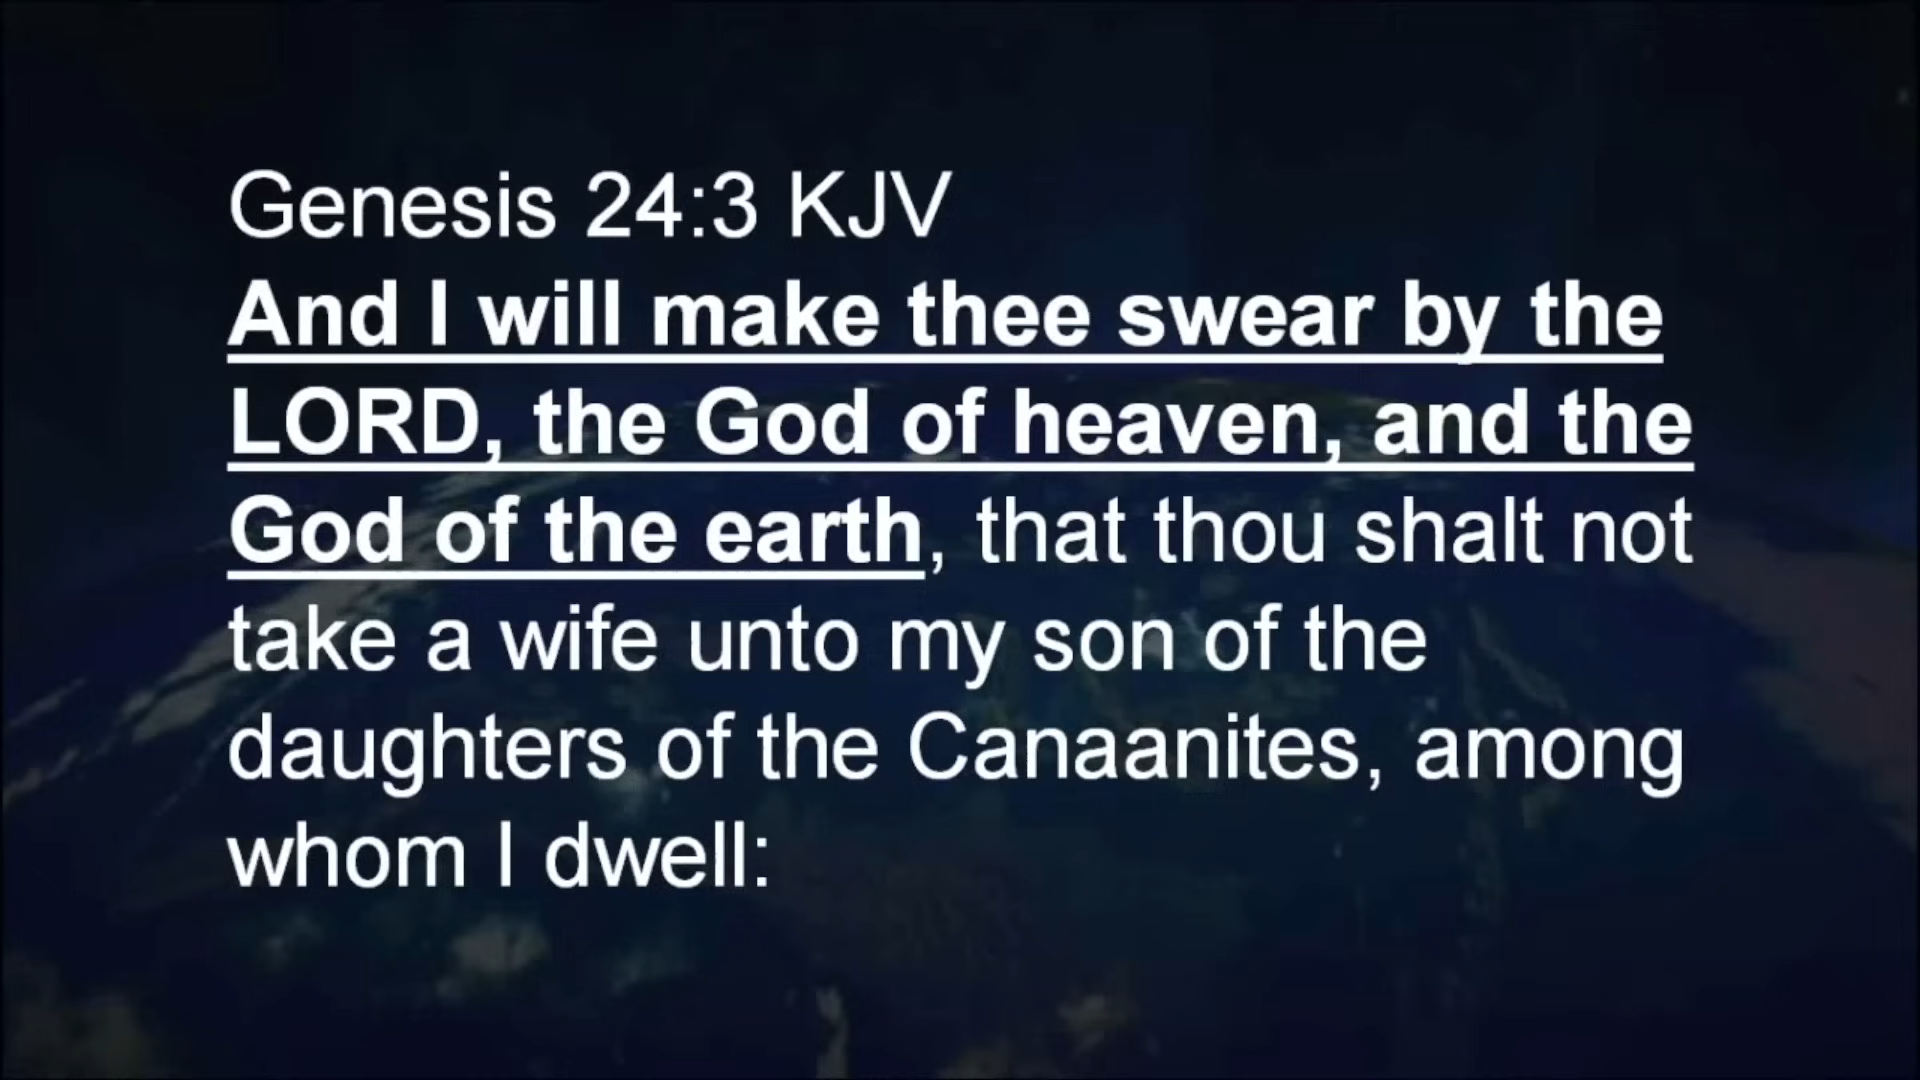 Genesis 24:3 KJV
And I will make thee swear by the
LORD, the God of heaven, and the
God of the earth, that thou shalt not
take a wife unto my son of the
daughters of the Canaanites, among
whom I dwell: